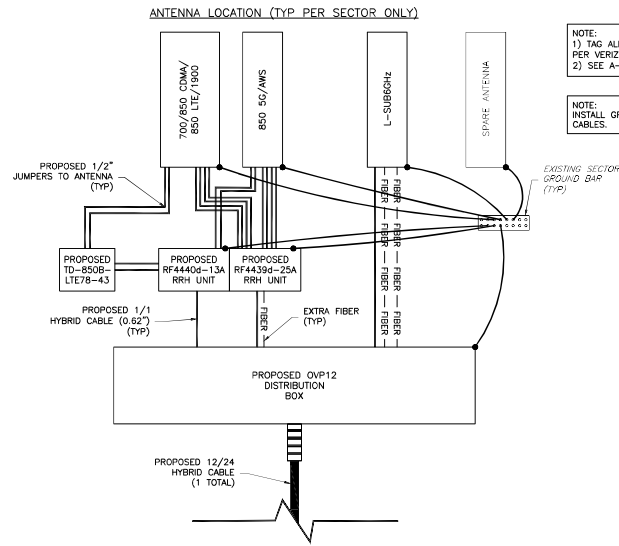 ANTENNA LOCATION (TYP PER SECTOR ONLY)
700/850 CDMA/
850 LTE/1900
850 5G/AWS
L-SUB6GHz
SPARE ANTENNA
NOTE:
1) TAG
PER
2) SEE
NOTE:
INSTALL
CABLES.
PROPOSED 1/2"
JUMPERS TO ANTENNA
(TYP)
EXISTING SECTOR
GROUND BAR
(TYP)
FIBER
FIBER
FIBER
FIBER
FIBER
FIBER
FIBER
FIBER
PROPOSED
TD-850B-
LTE78-43
PROPOSED
RF4440d-13A
RRH UNIT
PROPOSED
RF4439d-25A
RRH UNIT
PROPOSED 1/1
HYBRID CABLE (0.62")
(TYP)
FIBER
EXTRA FIBER
(TYP)
PROPOSED OVP12
DISTRIBUTION
BOX
PROPOSED 12/24
HYBRID CABLE
(1 TOTAL)